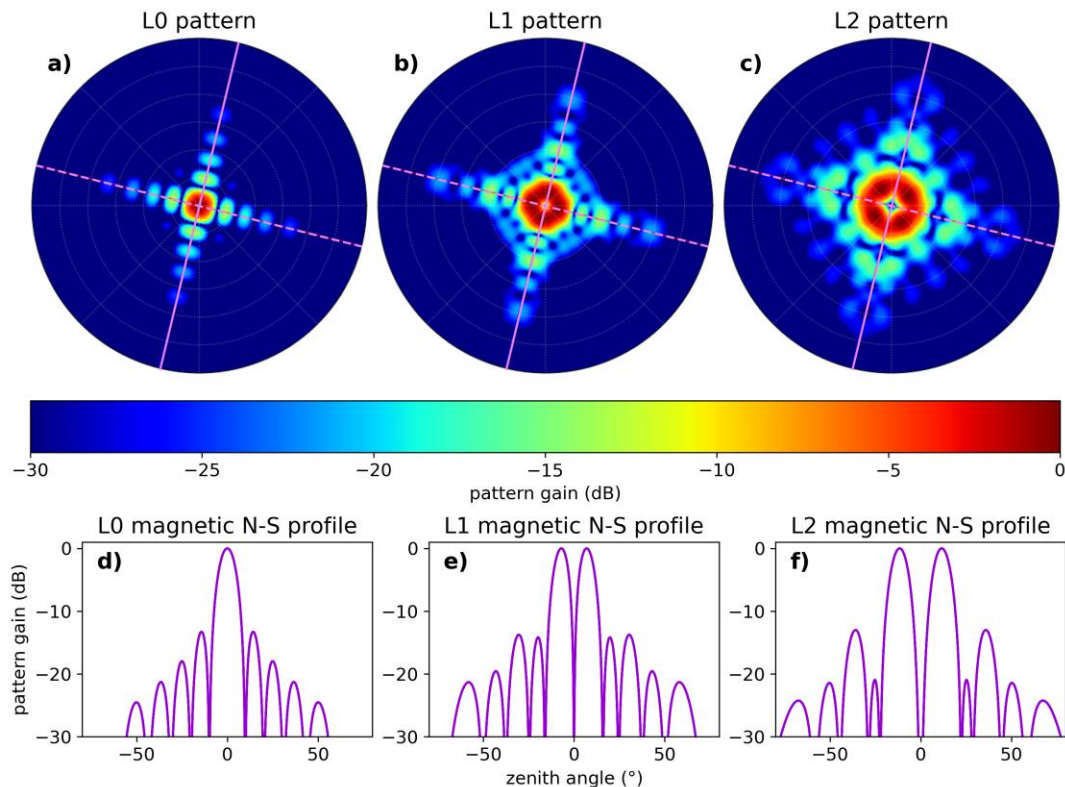 L0 pattern L1 pattern L2 pattern
a) b) c)
−30 −25 −20 −15 −10 −5 0
pattern gain (dB)
L0 magnetic N-S profile L1 magnetic N-S profile L2 magnetic N-S profile
d) e) f)
pattern gain (dB)
0
−10
−20
−30
0
−10
−20
−30
0
−10
−20
−30
−50 0 50 −50 0 50 −50 0 50
zenith angle (°)